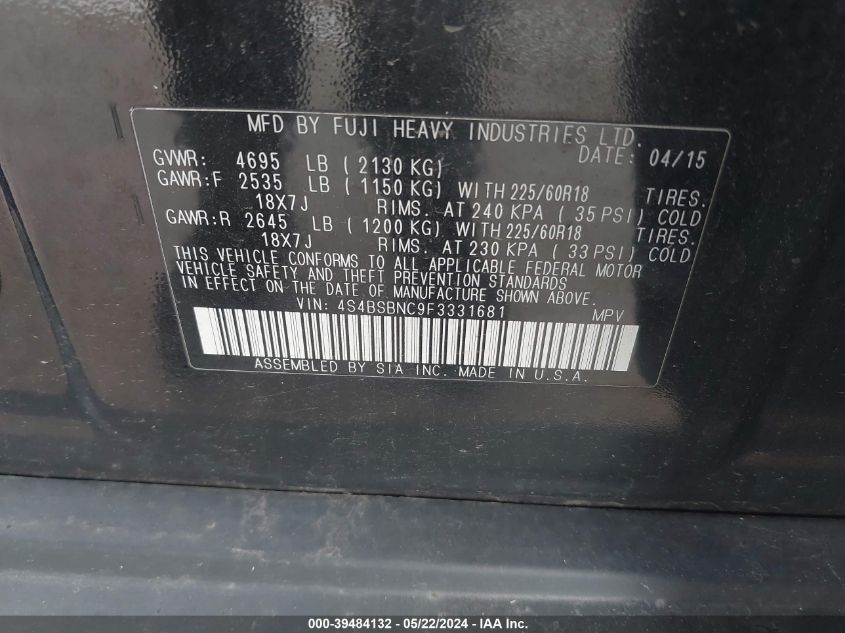 MFD BY FUJI HEAVY INDUSTRIES LTD.
GVWR: 4695 LB ( 2130 KG) DATE: 04/15
GAWR:F 2535 LB ( 1150 KG) WITH 225/60R18 TIRES.
18X7J RIMS. AT 240 KPA ( 35 PSI) COLD
GAWR:R 2645 LB ( 1200 KG) WITH 225/60R18 TIRES.
18X7J RIMS. AT 230 KPA ( 33 PSI) COLD
THIS VEHICLE CONFORMS TO ALL APPLICABLE FEDERAL MOTOR
VEHICLE SAFETY AND THEFT PREVENTION STANDARDS
IN EFFECT ON THE DATE OF MANUFACTURE SHOWN ABOVE.
VIN: 4S4BSBNC9F3331681 MPV
ASSEMBLED BY SIA INC. MADE IN U.S.A.
000-39484132 - 05/22/2024 - IAA Inc.